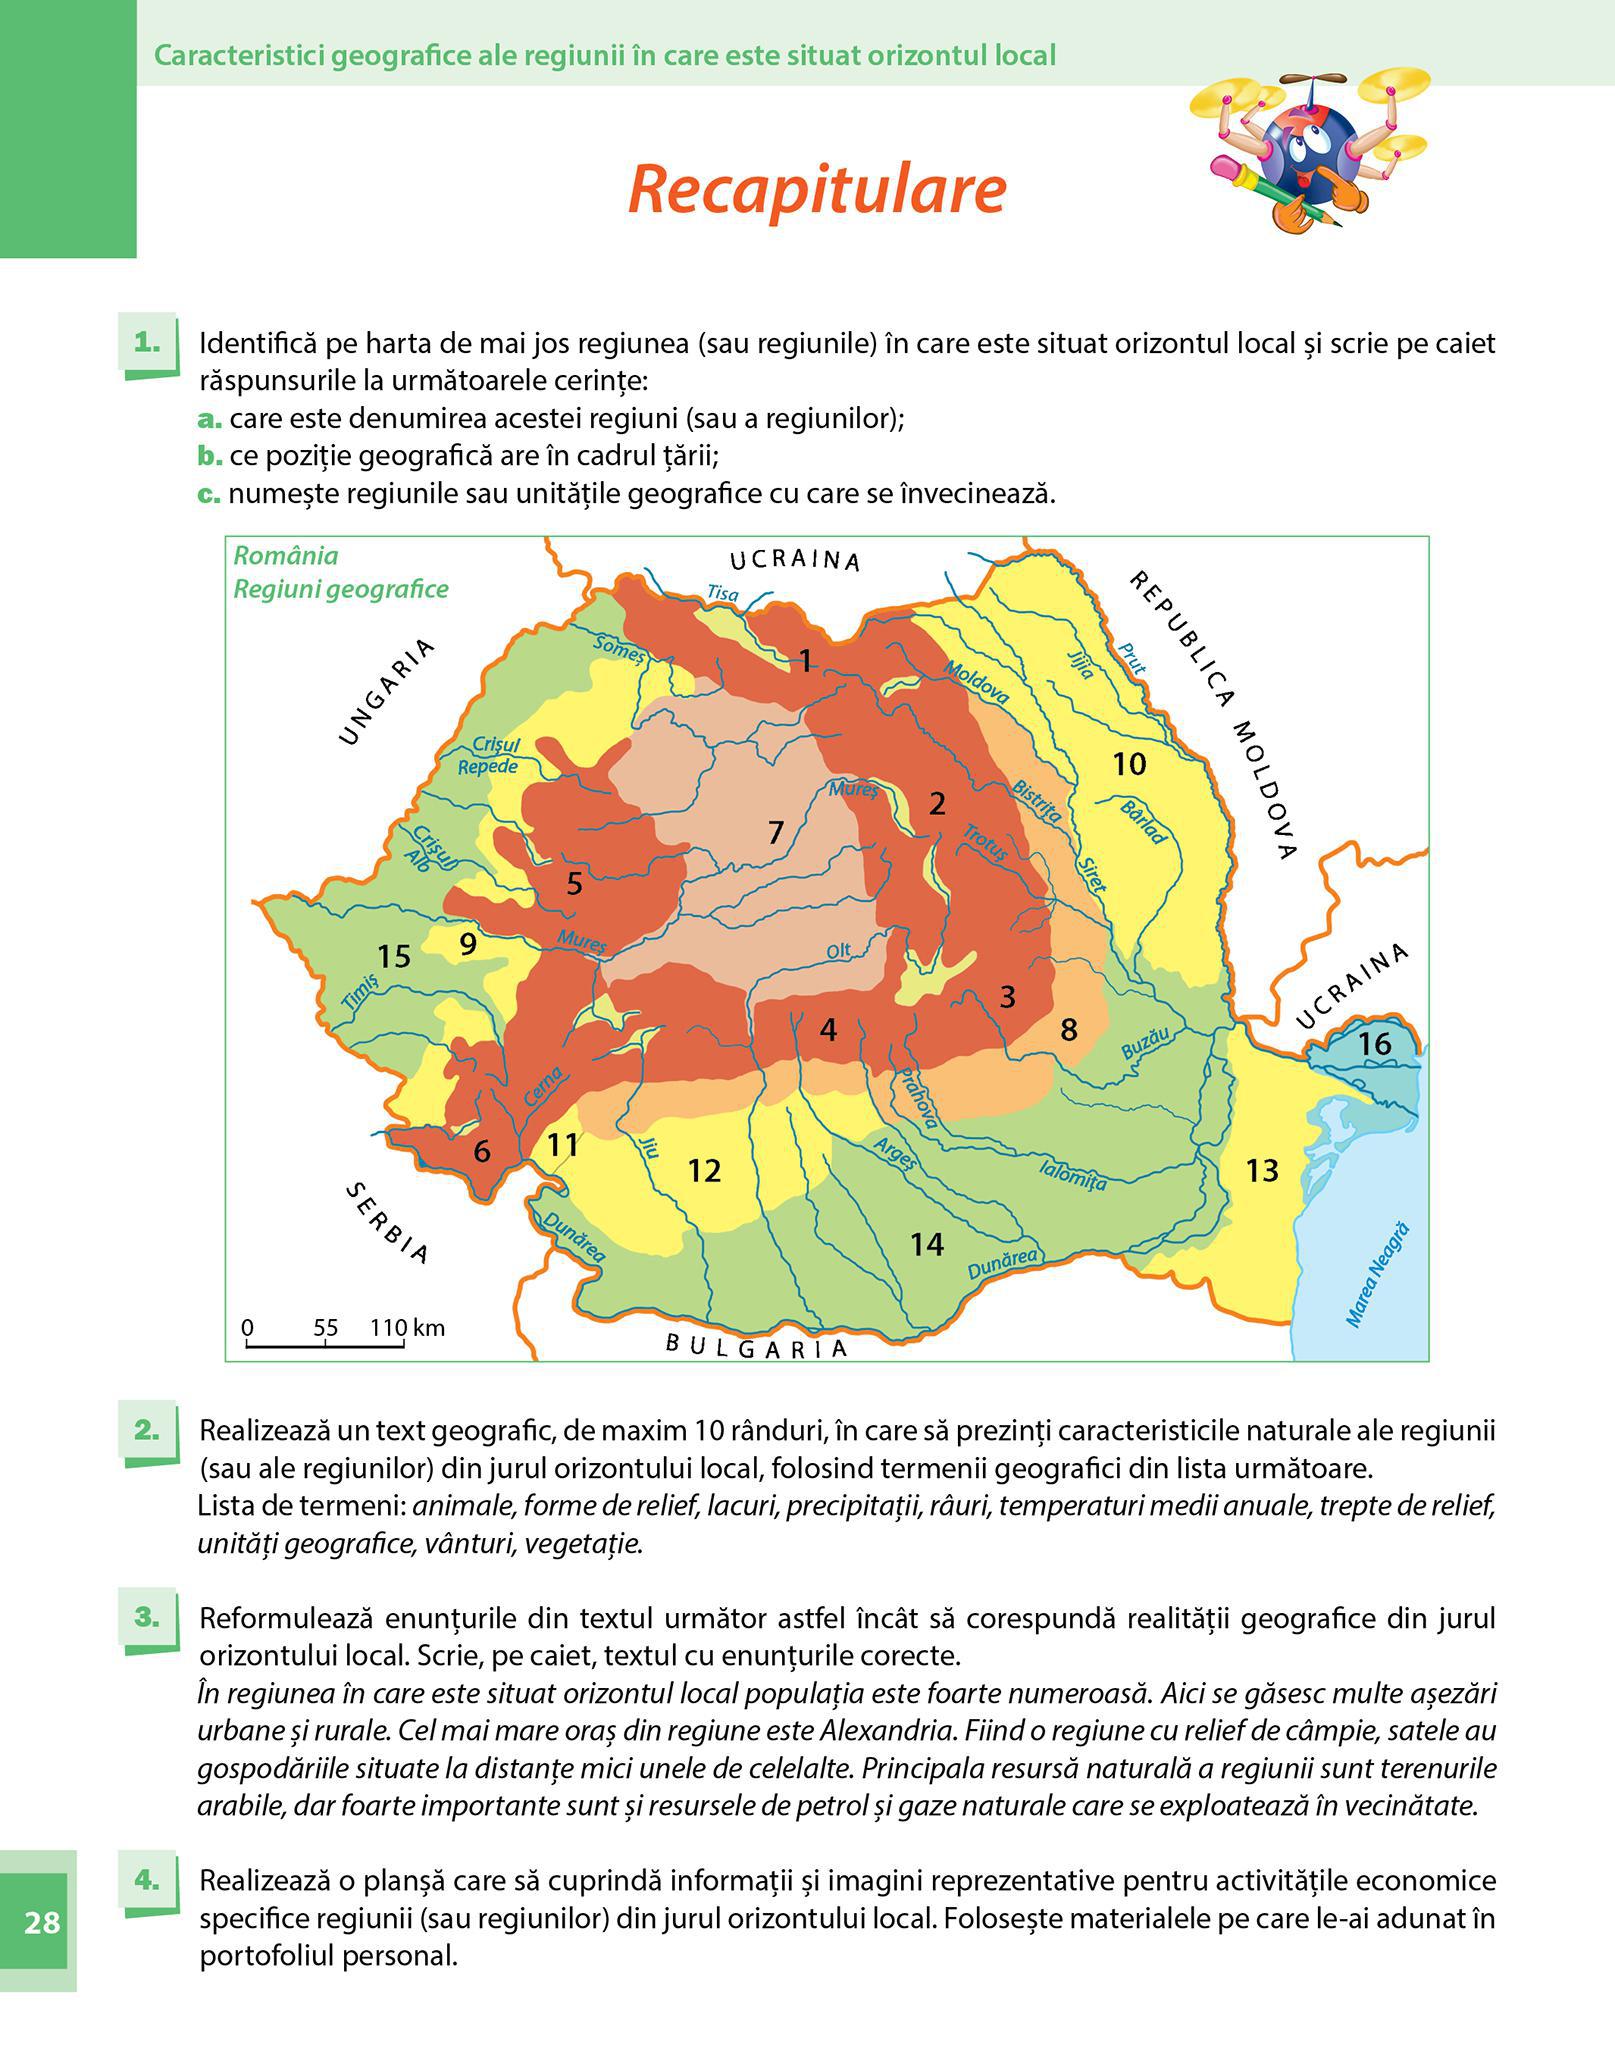 Caracteristici geografice ale regiunii în care este situat orizontul local
Recapitulare
1. Identifică pe harta de mai jos regiunea (sau regiunile) în care este situat orizontul local și scrie pe caiet
răspunsurile la următoarele cerințe:
a. care este denumirea acestei regiuni (sau a regiunilor);
b. ce poziție geografică are în cadrul țării;
c. numește regiunile sau unitățile geografice cu care se învecinează.
România
Regiuni geografice
UCRAINA
REPUBLICA MOLDOVA
UNGARIA
Tisa
Someș
1
Moldova
Jijia
Prut
Crișul
Repede
10
Mureș
2
Bistrița
Bârlad
7
Trotuș
Crișul
Alb
Siret
5
Mureș
9
15
Olt
UCRAINA
Timiș
3
4
8
Buzău
16
Cerna
Prahova
11
6
Jiu
12
Argeș
Ialomița
13
SERBIA
Dunărea
14
Dunărea
Marea Neagră
0 55 110 km
BULGARIA
2. Realizează un text geografic, de maxim 10 rânduri, în care să prezinți caracteristicile naturale ale regiunii
(sau ale regiunilor) din jurul orizontului local, folosind termenii geografici din lista următoare.
Lista de termeni: animale, forme de relief, lacuri, precipitații, râuri, temperaturi medii anuale, trepte de relief,
unități geografice, vânturi, vegetație.
3. Reformulează enunțurile din textul următor astfel încât să corespundă realității geografice din jurul
orizontului local. Scrie, pe caiet, textul cu enunțurile corecte.
În regiunea în care este situat orizontul local populația este foarte numeroasă. Aici se găsesc multe așezări
urbane și rurale. Cel mai mare oraș din regiune este Alexandria. Fiind o regiune cu relief de câmpie, satele au
gospodăriile situate la distanțe mici unele de celelalte. Principala resursă naturală a regiunii sunt terenurile
arabile, dar foarte importante sunt și resursele de petrol și gaze naturale care se exploatează în vecinătate.
4. Realizează o planșă care să cuprindă informații și imagini reprezentative pentru activitățile economice
specifice regiunii (sau regiunilor) din jurul orizontului local. Folosește materialele pe care le-ai adunat în
portofoliul personal.
28